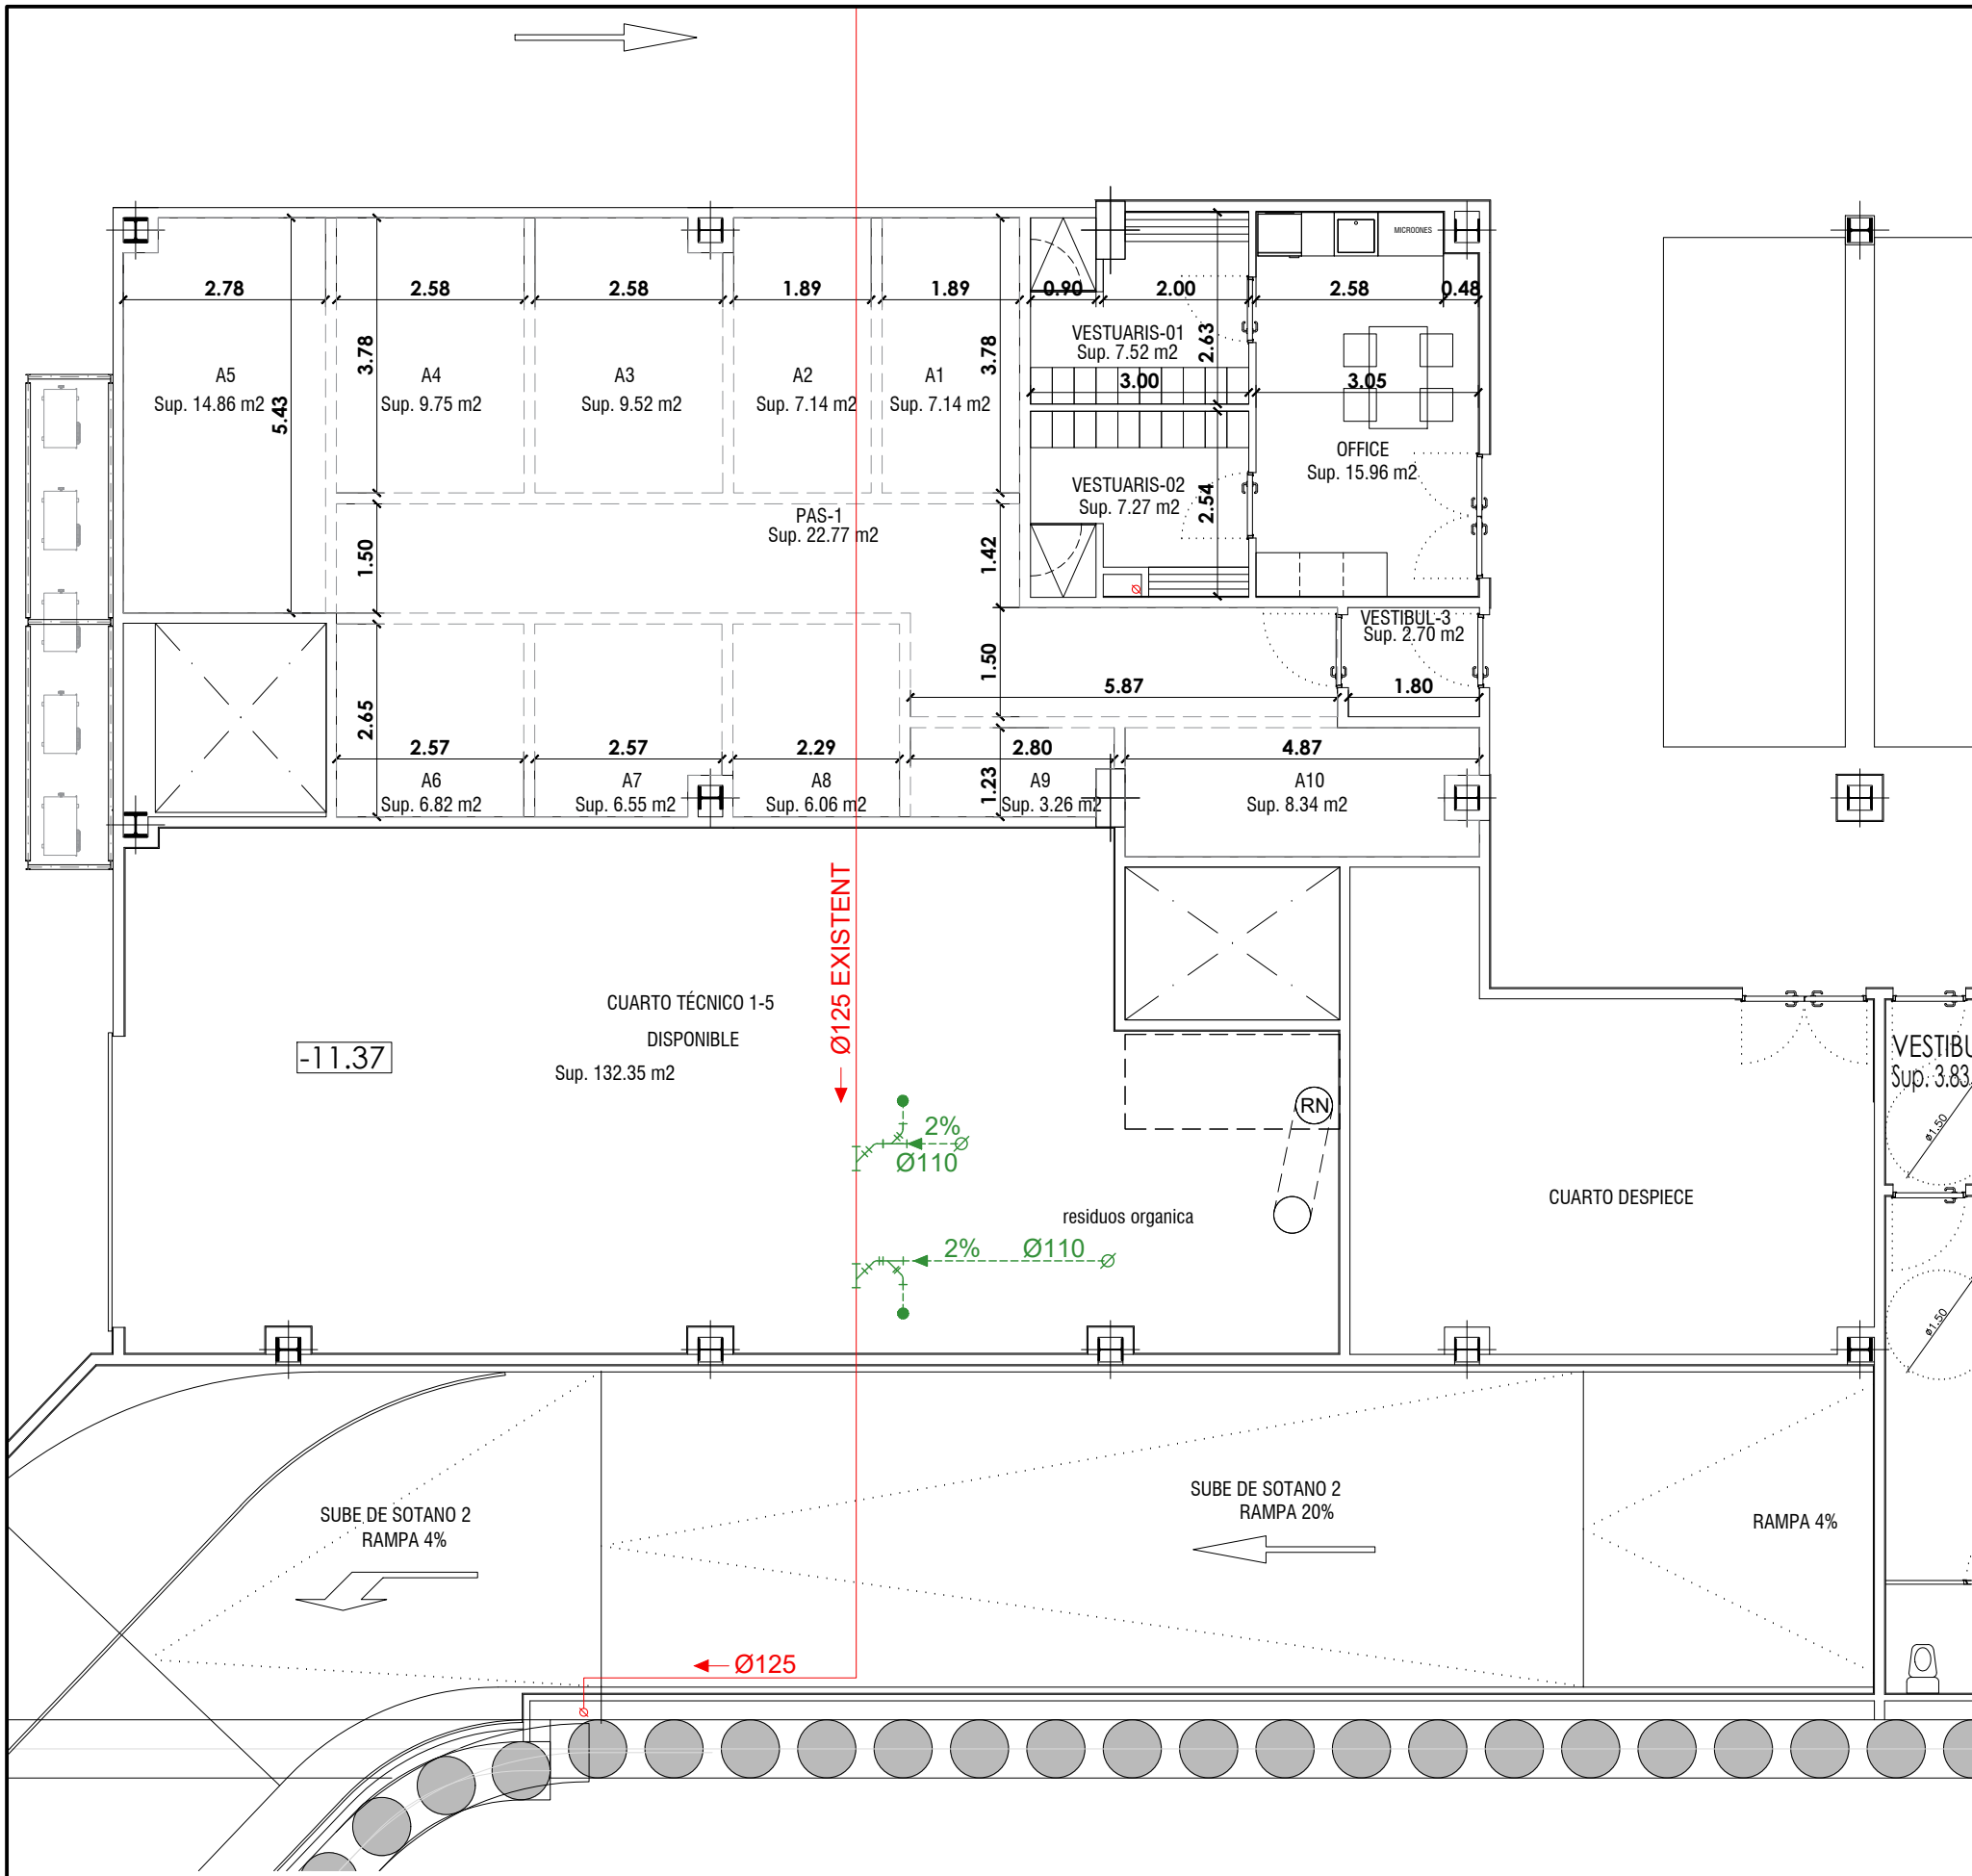 MICROONES
2.78
2.58
2.58
1.89
1.89
0.90
2.00
2.58
0.48
VESTUARIS-01
Sup. 7.52 m2
2.63
3.78
3.78
A5
Sup. 14.86 m2
5.43
A4
Sup. 9.75 m2
A3
Sup. 9.52 m2
A2
Sup. 7.14 m2
A1
Sup. 7.14 m2
3.00
3.05
OFFICE
Sup. 15.96 m2
VESTUARIS-02
Sup. 7.27 m2
2.54
PAS-1
Sup. 22.77 m2
1.50
1.42
VESTIBUL-3
Sup. 2.70 m2
1.50
5.87
1.80
2.65
2.57
2.57
2.29
2.80
4.87
1.23
A6
Sup. 6.82 m2
A7
Sup. 6.55 m2
A8
Sup. 6.06 m2
A9
Sup. 3.26 m2
A10
Sup. 8.34 m2
Ø125 EXISTENT
CUARTO TÉCNICO 1-5
DISPONIBLE
Sup. 132.35 m2
-11.37
VESTIBU
Sup. 3.83
RN
ø1.50
2%
Ø110
CUARTO DESPIECE
residuos organica
2%
Ø110
ø1.50
SUBE DE SOTANO 2
RAMPA 4%
SUBE DE SOTANO 2
RAMPA 20%
RAMPA 4%
Ø125